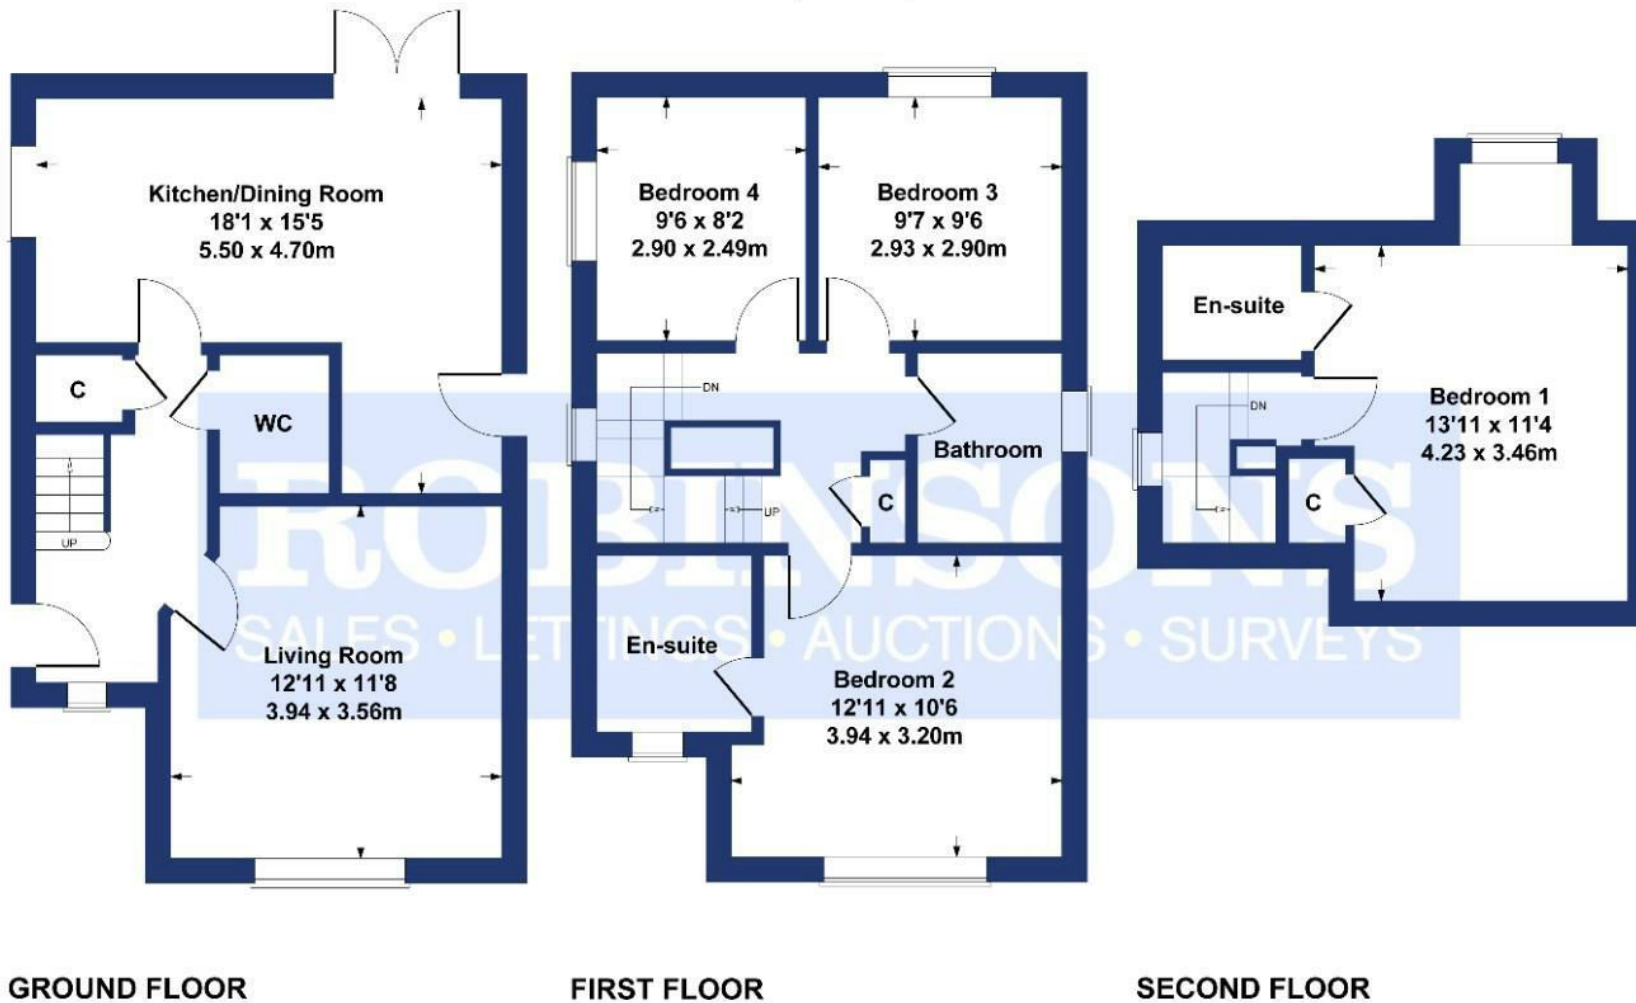 Kitchen/Dining Room
18'1 x 15'5
5.50 x 4.70m
C
WC
UP
Living Room
12'11 x 11'8
3.94 x 3.56m
GROUND FLOOR
Bedroom 4
9'6 x 8'2
2.90 x 2.49m
Bedroom 3
9'7 x 9'6
2.93 x 2.90m
DN
Bathroom
C
UP
En-suite
Bedroom 2
12'11 x 10'6
3.94 x 3.20m
FIRST FLOOR
En-suite
DN
Bedroom 1
13'11 x 11'4
4.23 x 3.46m
C
SECOND FLOOR
ROBINSONS
SALES • LETTINGS • AUCTIONS • SURVEYS